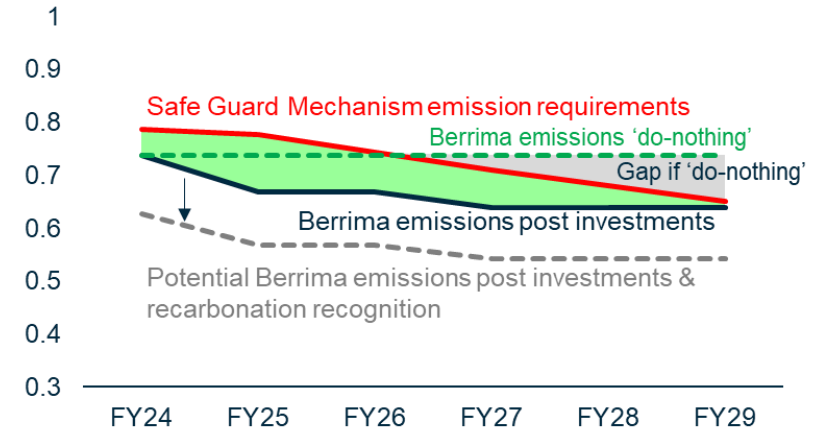 1
0.9
0.8
Safe Guard Mechanism emission requirements
Berrima emissions 'do-nothing'
0.7
Gap if 'do-nothing'
0.6
Berrima emissions post investments
0.5
Potential Berrima emissions post investments &
recarbonation recognition
0.4
0.3
FY24 FY25 FY26 FY27 FY28 FY29